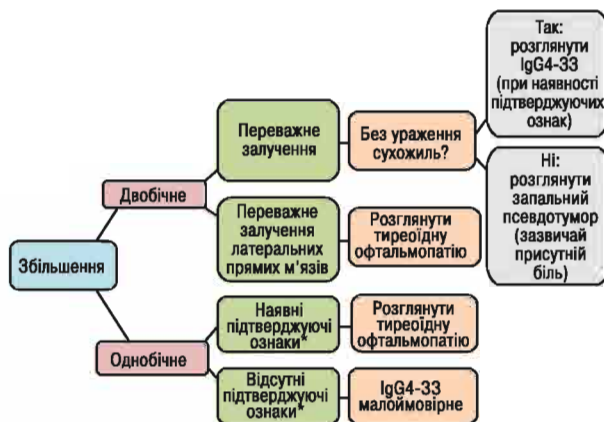 Збільшення
Двобічне
Однобічне
Переважне
залучення
Переважне
залучення
латеральних
прямих м'язів
Наявні
підтверджуючі
ознаки*
Відсутні
підтверджуючі
ознаки*
Без ураження
сухожиль?
Розглянути
тиреоїдну
офтальмопатію
Розглянути
тиреоїдну
офтальмопатію
IgG4-ЗЗ
малоймовірне
Так:
розглянути
IgG4-ЗЗ
(при наявності
підтверджуючих
ознак)
Ні:
розглянути
запальний
псевдотумор
(зазвичай
присутній
біль)